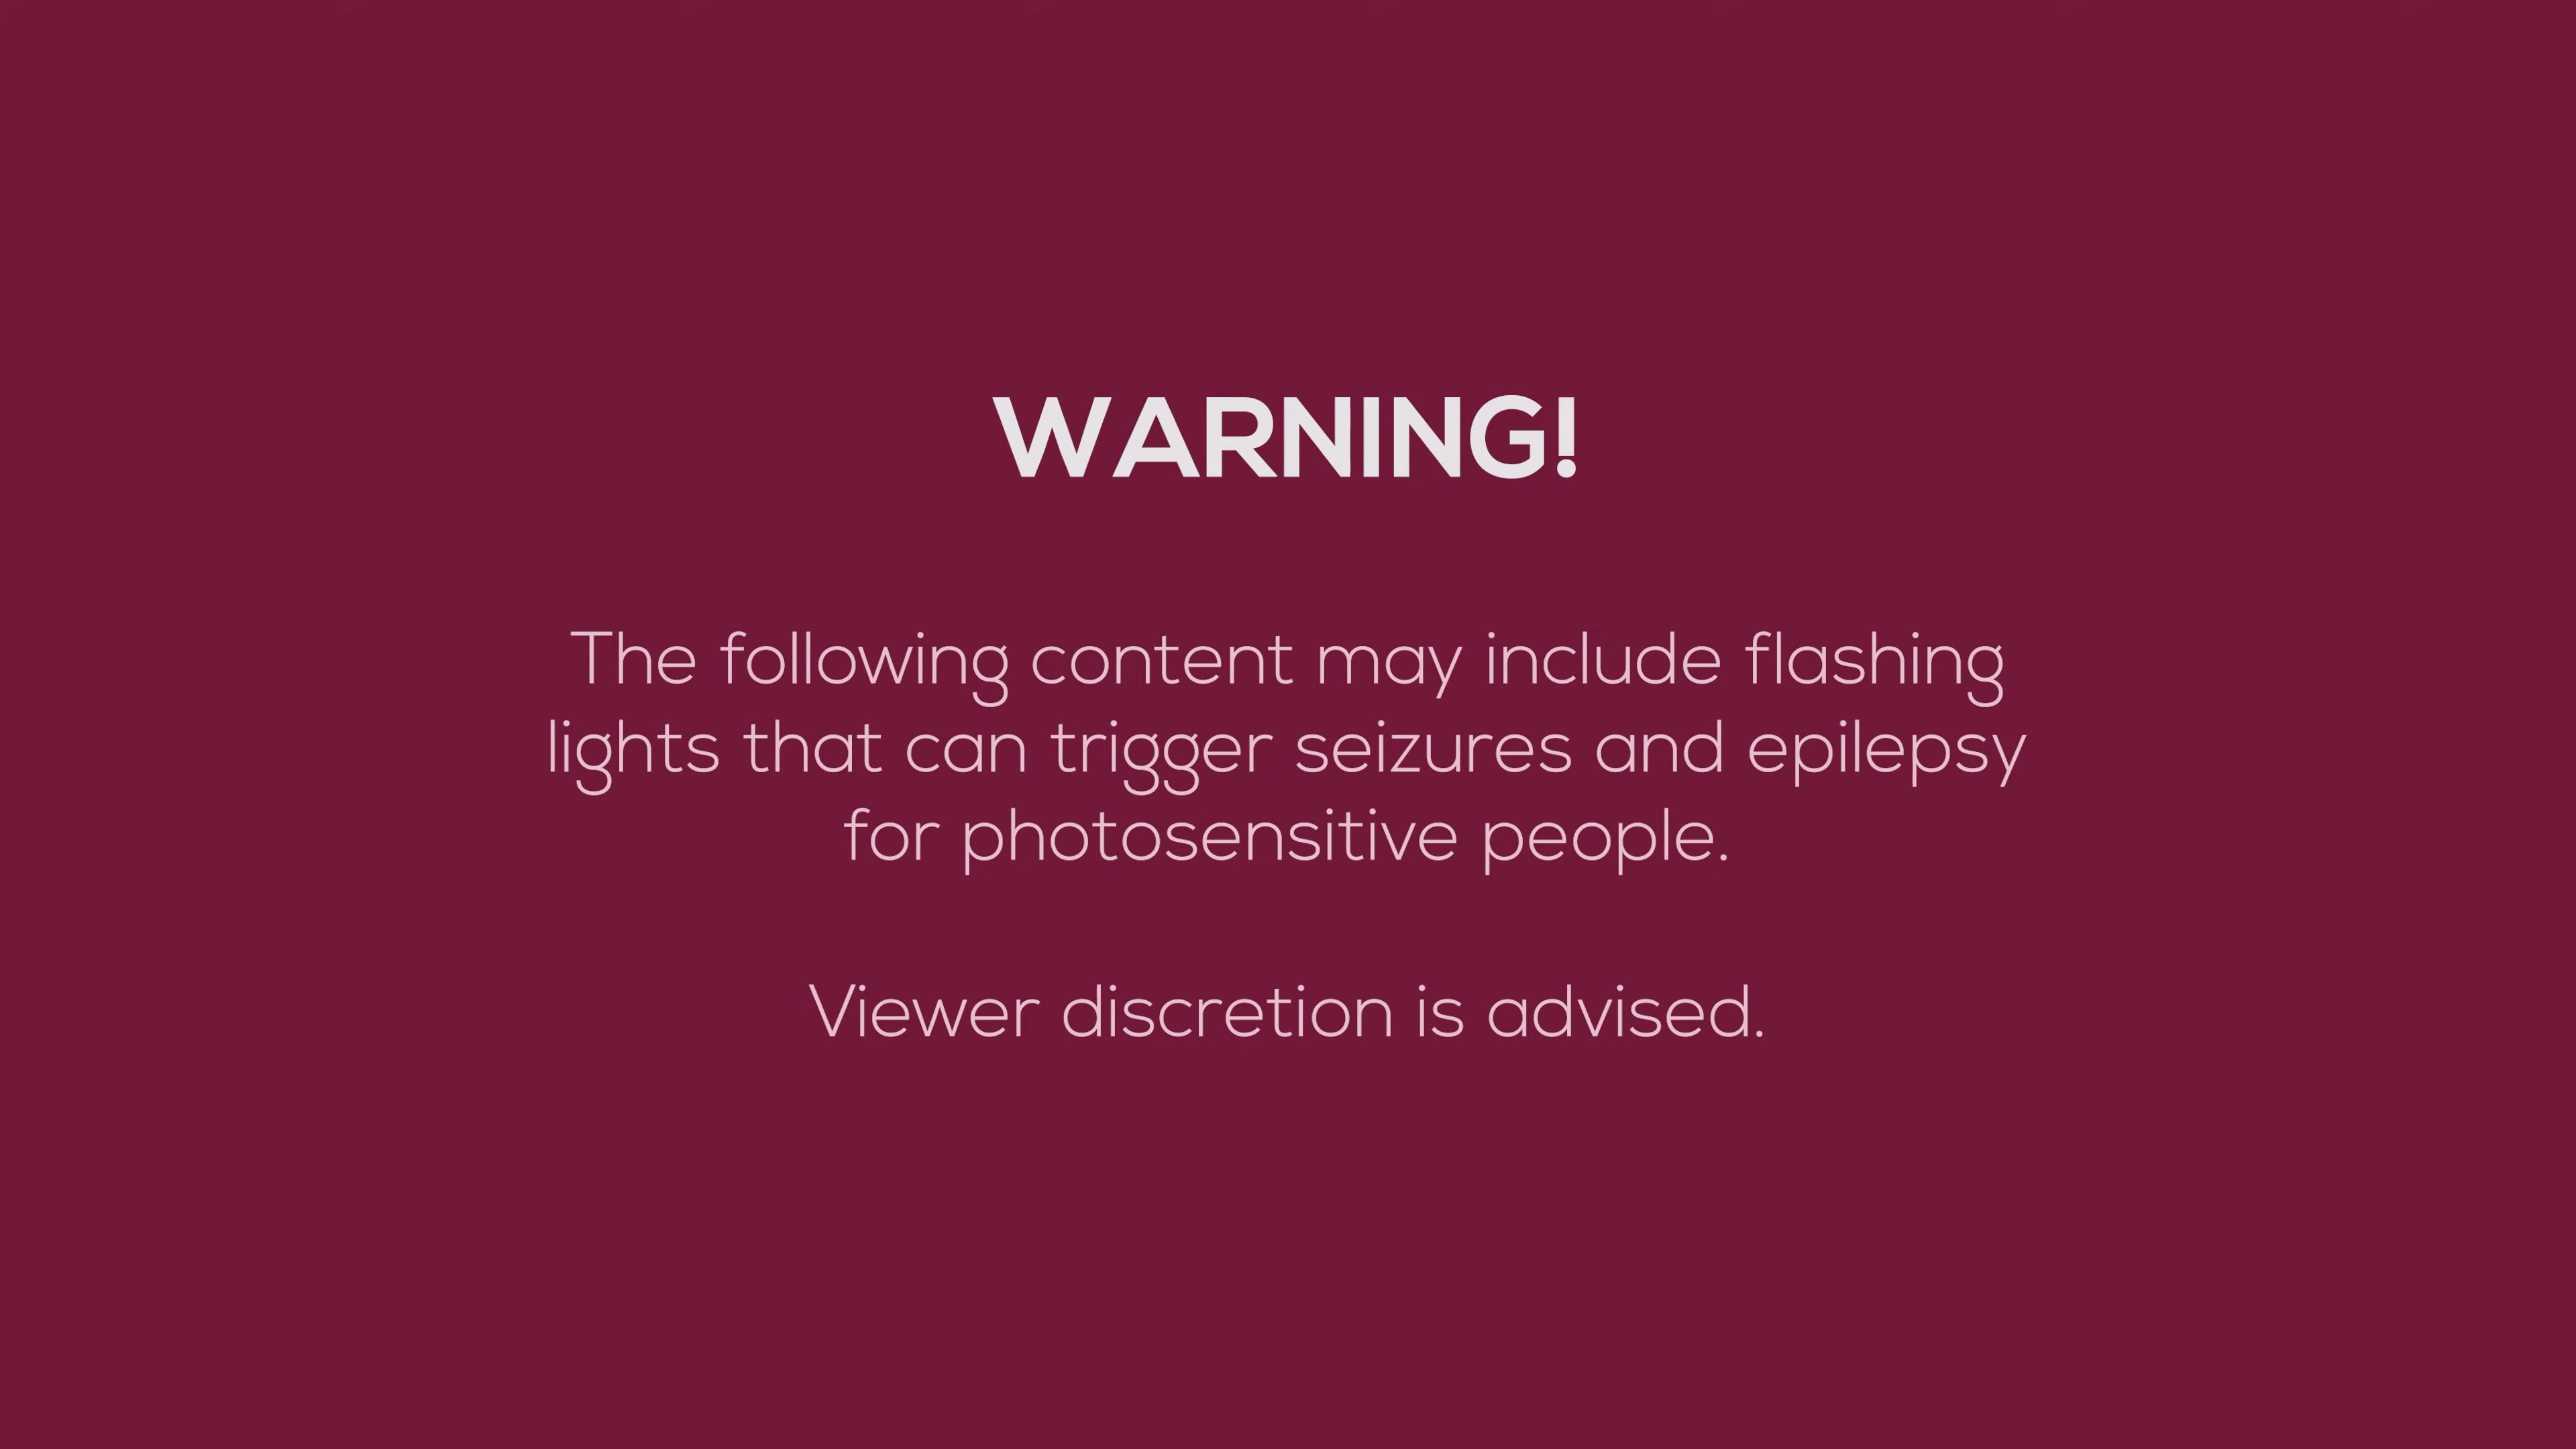 WARNING!
The following content may include flashing
lights that can trigger seizures and epilepsy
for photosensitive people.
Viewer discretion is advised.